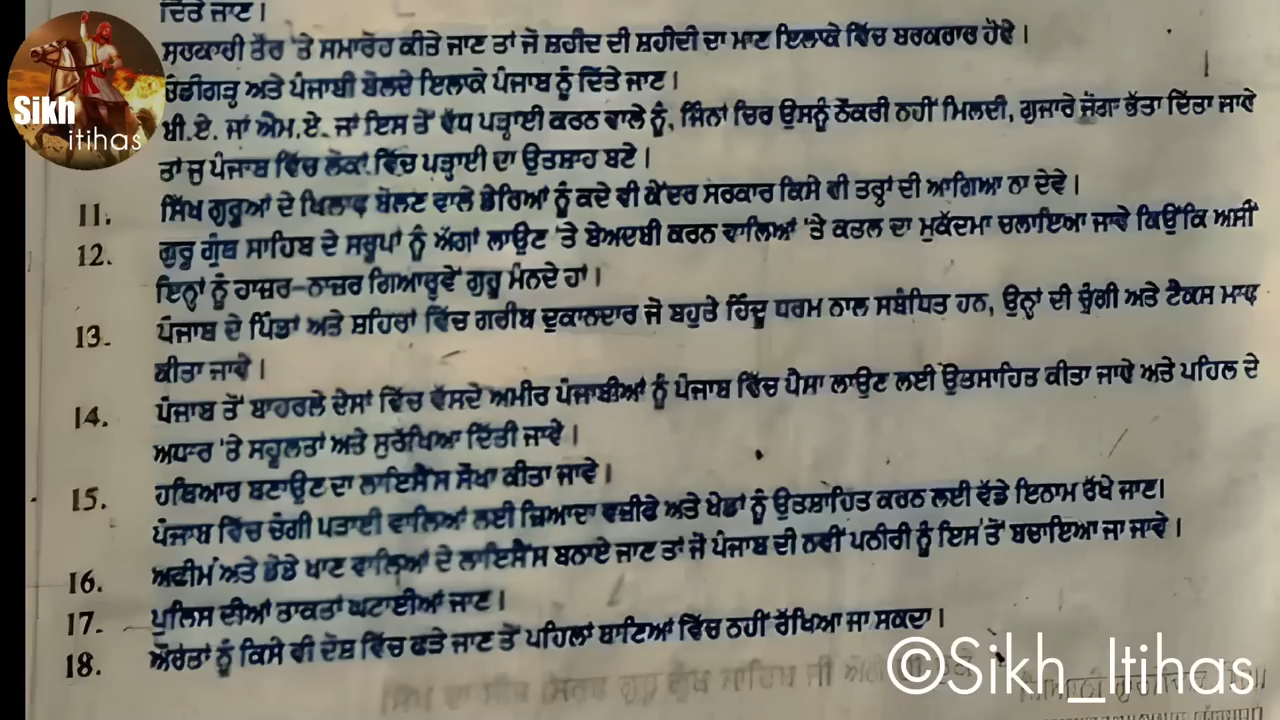 ਦਿੱਤੇ ਜਾਣ।
ਸਰਕਾਰੀ ਤੌਰ 'ਤੇ ਸਮਾਰੋਹ ਕੀਤੇ ਜਾਣ ਤਾਂ ਜੋ ਸ਼ਹੀਦ ਦੀ ਸ਼ਹੀਦੀ ਦਾ ਮਾਣ ਇਲਾਕੇ ਵਿੱਚ ਬਰਕਰਾਰ ਹੋਵੇ।
ਚੰਡੀਗੜ੍ਹ ਅਤੇ ਪੰਜਾਬੀ ਬੋਲਦੇ ਇਲਾਕੇ ਪੰਜਾਬ ਨੂੰ ਦਿੱਤੇ ਜਾਣ।
ਬੀ.ਏ. ਜਾਂ ਐਮ.ਏ. ਜਾਂ ਇਸ ਤੋਂ ਵੱਧ ਪੜ੍ਹਾਈ ਕਰਨ ਵਾਲੇ ਨੂੰ, ਜਿੰਨਾਂ ਚਿਰ ਉਸਨੂੰ ਨੌਕਰੀ ਨਹੀਂ ਮਿਲਦੀ, ਗੁਜਾਰੇ ਜੋਗਾ ਭੱਤਾ ਦਿੱਤਾ ਜਾਵੇ
ਤਾਂ ਜੁ ਪੰਜਾਬ ਵਿੱਚ ਲੋਕਾਂ ਵਿੱਚ ਪੜ੍ਹਾਈ ਦਾ ਉਤਸ਼ਾਹ ਬਣੇ।
11. ਸਿੱਖ ਗੁਰੂਆਂ ਦੇ ਖਿਲਾਫ ਬੋਲਣ ਵਾਲੇ ਡੇਰਿਆਂ ਨੂੰ ਕਦੇ ਵੀ ਕੇਂਦਰ ਸਰਕਾਰ ਕਿਸੇ ਵੀ ਤਰ੍ਹਾਂ ਦੀ ਆਗਿਆ ਨਾ ਦੇਵੇ।
12. ਗੁਰੂ ਗ੍ਰੰਥ ਸਾਹਿਬ ਦੇ ਸਰੂਪਾਂ ਨੂੰ ਅੱਗਾਂ ਲਾਉਣ 'ਤੇ ਬੇਅਦਬੀ ਕਰਨ ਵਾਲਿਆਂ 'ਤੇ ਕਤਲ ਦਾ ਮੁਕੱਦਮਾ ਚਲਾਇਆ ਜਾਵੇ ਕਿਉਂਕਿ ਅਸੀਂ
ਇਨ੍ਹਾਂ ਨੂੰ ਹਾਜ਼ਰ-ਨਾਜ਼ਰ ਗਿਆਰ੍ਹਵੇਂ ਗੁਰੂ ਮੰਨਦੇ ਹਾਂ।
13. ਪੰਜਾਬ ਦੇ ਪਿੰਡਾਂ ਅਤੇ ਸ਼ਹਿਰਾਂ ਵਿੱਚ ਗਰੀਬ ਦੁਕਾਨਦਾਰ ਜੋ ਬਹੁਤੇ ਹਿੰਦੂ ਧਰਮ ਨਾਲ ਸਬੰਧਿਤ ਹਨ, ਉਨ੍ਹਾਂ ਦੀ ਚੁੰਗੀ ਅਤੇ ਟੈਕਸ ਮਾਫ
ਕੀਤਾ ਜਾਵੇ।
14. ਪੰਜਾਬ ਤੋਂ ਬਾਹਰਲੇ ਦੇਸਾਂ ਵਿੱਚ ਵੱਸਦੇ ਅਮੀਰ ਪੰਜਾਬੀਆਂ ਨੂੰ ਪੰਜਾਬ ਵਿੱਚ ਪੈਸਾ ਲਾਉਣ ਲਈ ਉਤਸਾਹਿਤ ਕੀਤਾ ਜਾਵੇ ਅਤੇ ਪਹਿਲ ਦੇ
ਅਧਾਰ 'ਤੇ ਸਹੂਲਤਾਂ ਅਤੇ ਸੁਰੱਖਿਆ ਦਿੱਤੀ ਜਾਵੇ।
15. ਹਥਿਆਰ ਬਣਾਉਣ ਦਾ ਲਾਇਸੈਂਸ ਸੌਖਾ ਕੀਤਾ ਜਾਵੇ।
ਪੰਜਾਬ ਵਿੱਚ ਚੰਗੀ ਪੜਾਈ ਵਾਲਿਆਂ ਲਈ ਜ਼ਿਆਦਾ ਵਜ਼ੀਫੇ ਅਤੇ ਖੇਡਾਂ ਨੂੰ ਉਤਸ਼ਾਹਿਤ ਕਰਨ ਲਈ ਵੱਡੇ ਇਨਾਮ ਰੱਖੇ ਜਾਣ।
16. ਅਫੀਮ ਅਤੇ ਡੋਡੇ ਖਾਣ ਵਾਲਿਆਂ ਦੇ ਲਾਇਸੈਂਸ ਬਨਾਏ ਜਾਣ ਤਾਂ ਜੋ ਪੰਜਾਬ ਦੀ ਨਵੀਂ ਪਨੀਰੀ ਨੂੰ ਇਸ ਤੋਂ ਬਚਾਇਆ ਜਾ ਜਾਵੇ।
17. ਪੁਲਿਸ ਦੀਆਂ ਤਾਕਤਾਂ ਘਟਾਈਆਂ ਜਾਣ।
18. ਔਰਤਾਂ ਨੂੰ ਕਿਸੇ ਵੀ ਦੋਸ਼ ਵਿੱਚ ਫੜੇ ਜਾਣ ਤੋਂ ਪਹਿਲਾਂ ਥਾਣਿਆਂ ਵਿੱਚ ਨਹੀਂ ਰੱਖਿਆ ਜਾ ਸਕਦਾ।
Sikh
itihas
©Sikh_Itihas